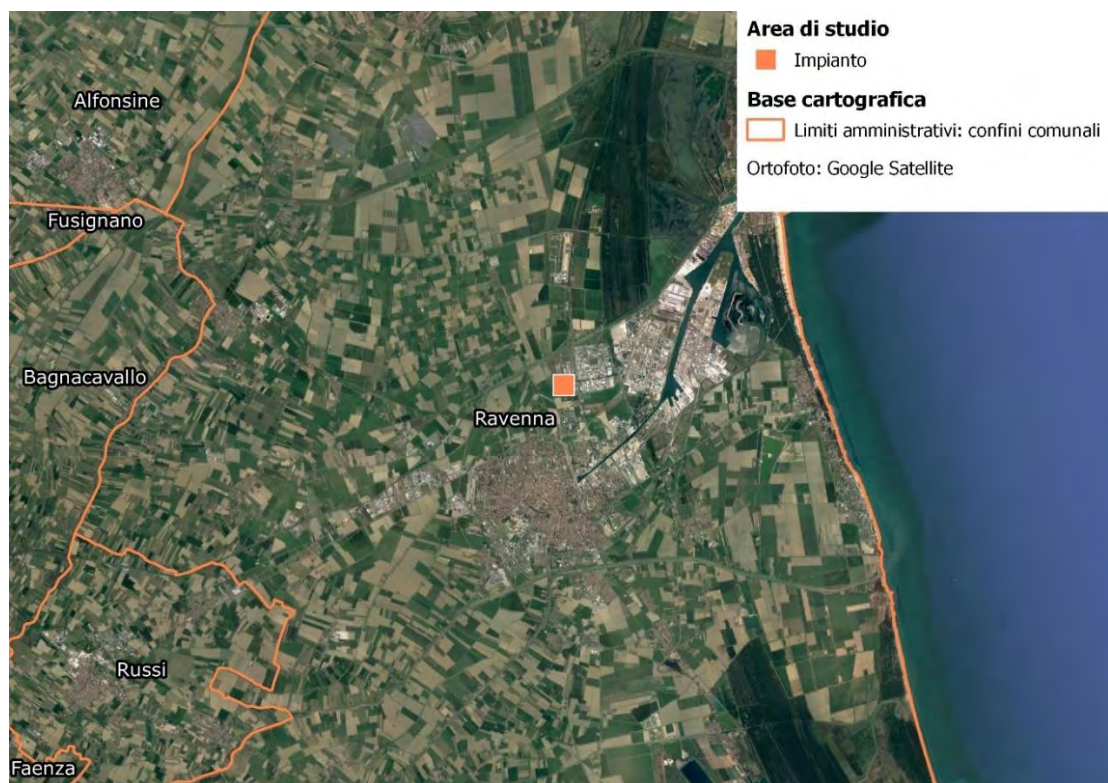 Area di studio
Impianto
Base cartografica
Limiti amministrativi: confini comunali
Ortofoto: Google Satellite
Alfonsine
Fusignano
Bagnacavallo
Ravenna
Russi
Faenza